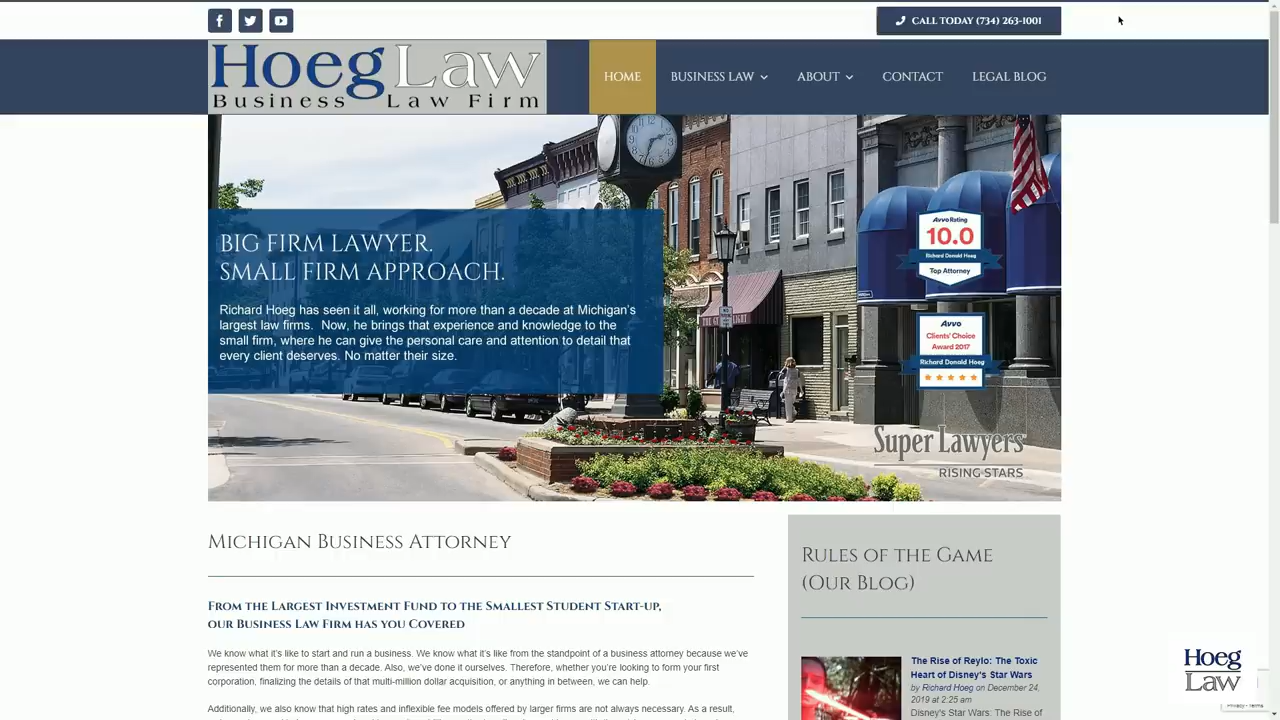 CALL TODAY (734) 263-1001
Hoeg Law
Business Law Firm
HOME
BUSINESS LAW
ABOUT
CONTACT
LEGAL BLOG
BIG FIRM LAWYER.
SMALL FIRM APPROACH.
Richard Hoeg has seen it all, working for more than a decade at Michigan's
largest law firms. Now, he brings that experience and knowledge to the
small firm, where he can give the personal care and attention to detail that
every client deserves. No matter their size.
Avvo Rating
10.0
Richard Donald Hoeg
Top Attorney
Avvo
Clients' Choice
Award 2017
Richard Donald Hoeg
Super Lawyers
RISING STARS
MICHIGAN BUSINESS ATTORNEY
FROM THE LARGEST INVESTMENT FUND TO THE SMALLEST STUDENT START-UP,
OUR BUSINESS LAW FIRM HAS YOU COVERED
We know what it's like to start and run a business. We know what it's like from the standpoint of a business attorney because we've
represented them for more than a decade. Also, we've done it ourselves. Therefore, whether you're looking to form your first
corporation, finalizing the details of that multi-million dollar acquisition, or anything in between, we can help.
Additionally, we also know that high rates and inflexible fee models offered by larger firms are not always necessary. As a result,
RULES OF THE GAME
(OUR BLOG)
The Rise of Reylo: The Toxic
Heart of Disney's Star Wars
by Richard Hoeg on December 24,
2019 at 2:25 am
Disney's Star Wars: The Rise of
Hoeg
Law
Privacy - Terms